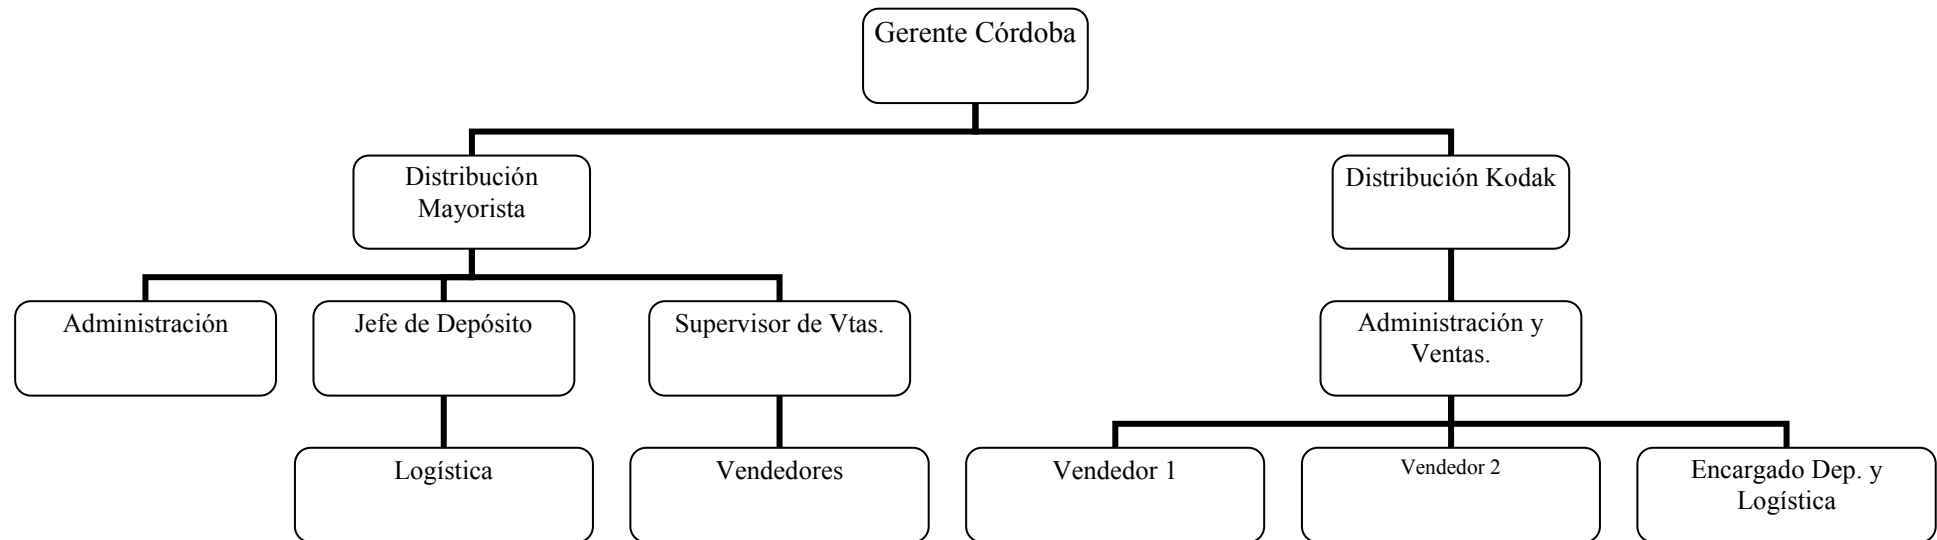 Gerente Córdoba
Distribución
Mayorista
Distribución Kodak
Administración
Jefe de Depósito
Supervisor de Vtas.
Administración y
Ventas.
Logística
Vendedores
Vendedor 1
Vendedor 2
Encargado Dep. y
Logística